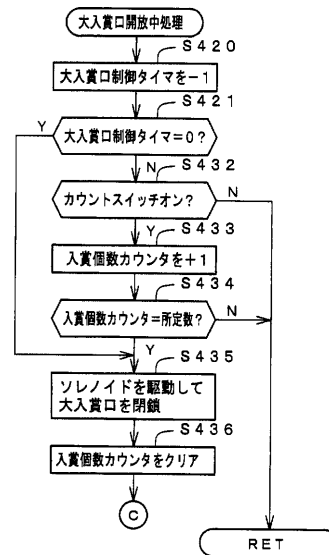 大入賞口開放中処理
S420
大入賞口制御タイマを−1
S421
Y
大入賞口制御タイマ=0?
N
S432
カウントスイッチオン?
N
Y
S433
入賞個数カウンタを+1
S434
入賞個数カウンタ=所定数?
N
Y
S435
ソレノイドを駆動して
大入賞口を閉鎖
S436
入賞個数カウンタをクリア
C
RET